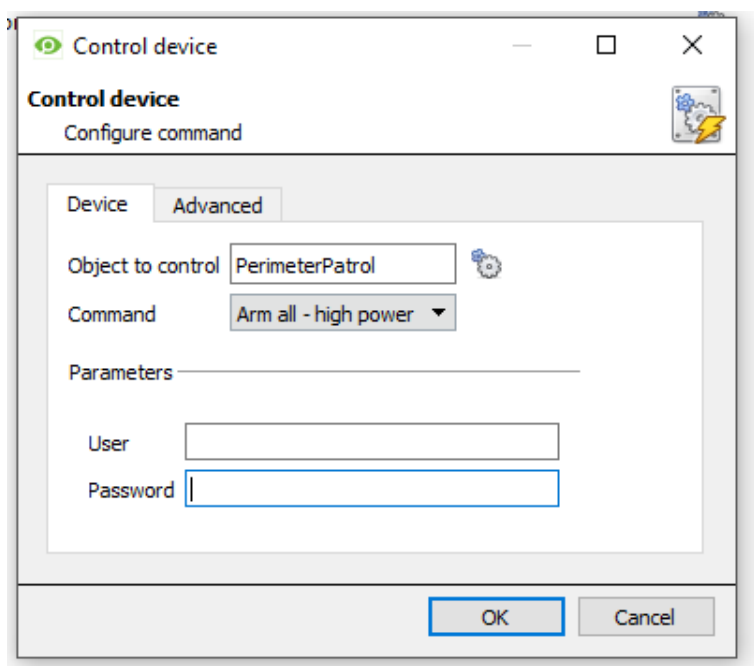 Control device
Control device
Configure command
Device Advanced
Object to control PerimeterPatrol
Command Arm all - high power
Parameters
User
Password
OK Cancel